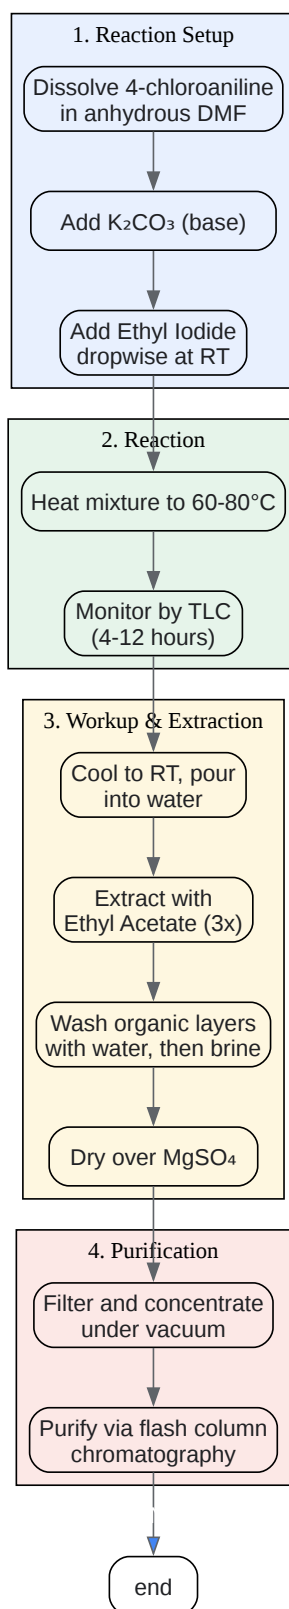 1. Reaction Setup
Dissolve 4-chloroaniline
in anhydrous DMF
Add K₂CO₃ (base)
Add Ethyl Iodide
dropwise at RT
2. Reaction
Heat mixture to 60-80°C
Monitor by TLC
(4-12 hours)
3. Workup & Extraction
Cool to RT, pour
into water
Extract with
Ethyl Acetate (3x)
Wash organic layers
with water, then brine
Dry over MgSO₄
4. Purification
Filter and concentrate
under vacuum
Purify via flash column
chromatography
end